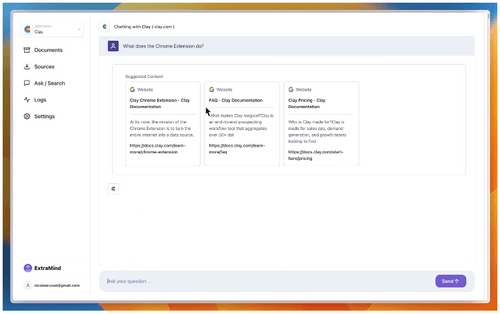 Clay
Documents
Sources
Ask / Search
Logs
Settings
ExtraMind
Chatting with Clay ( clay.com )
What does the Chrome Extension do?
Suggested Content
Website
Clay Chrome Extension - Clay
Documentation
At its core, the mission of the
Chrome Extension is to turn the
entire internet into a data source.
https://docs.clay.com/learn-
more/chrome-extension
Website
FAQ - Clay Documentation
What makes Clay magical?Clay is
an end-to-end prospecting
workflow tool that aggregates
over 50+ dat
https://docs.clay.com/learn-
more/faq
Website
Clay Pricing - Clay
Documentation
Who is Clay made for?Clay is
made for sales ops, demand
generation, and growth teams
looking to find
https://docs.clay.com/start-
here/pricing
Ask your question ...
Send